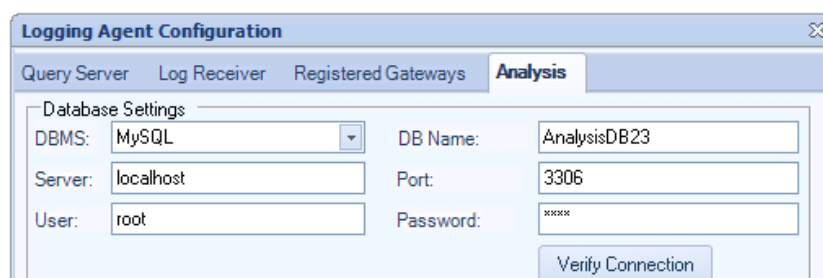 Logging Agent Configuration
Query Server Log Receiver Registered Gateways Analysis
Database Settings
DBMS: MySQL DB Name: AnalysisDB23
Server: localhost Port: 3306
User: root Password: ****
Verify Connection